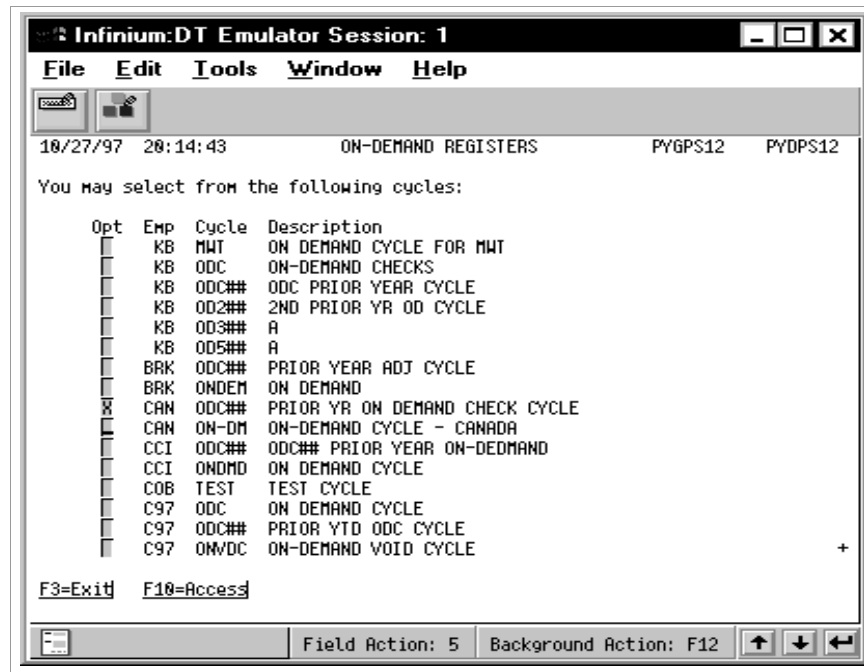 Infinium:DT Emulator Session: 1
File Edit Tools Window Help
10/27/97 20:14:43 ON-DEMAND REGISTERS PYGPS12 PYDPS12
You may select from the following cycles:
Opt Emp Cycle Description
KB MWT ON DEMAND CYCLE FOR MWT
KB ODC ON-DEMAND CHECKS
KB ODC## ODC PRIOR YEAR CYCLE
KB OD2## 2ND PRIOR YR OD CYCLE
KB OD3## A
KB OD5## A
BRK ODC## PRIOR YEAR ADJ CYCLE
BRK ONDEM ON DEMAND
X CAN ODC## PRIOR YR ON DEMAND CHECK CYCLE
CAN ON-DM ON-DEMAND CYCLE - CANADA
CCI ODC## ODC## PRIOR YEAR ON-DEDMAND
CCI ONDMD ON DEMAND CYCLE
COB TEST TEST CYCLE
C97 ODC ON DEMAND CYCLE
C97 ODC## PRIOR YTD ODC CYCLE
C97 ONVDC ON-DEMAND VOID CYCLE +
F3=Exit F10=Access
Field Action: 5 Background Action: F12